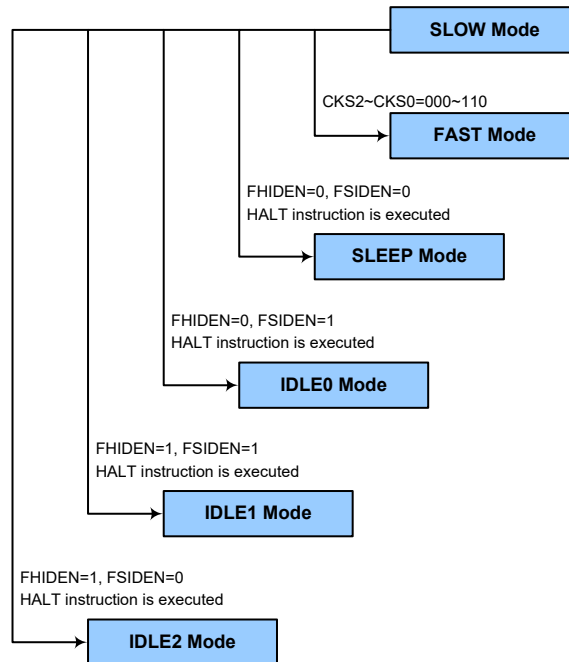 SLOW Mode
CKS2~CKS0=000~110
FAST Mode
FHIDEN=0, FSIDEN=0
HALT instruction is executed
SLEEP Mode
FHIDEN=0, FSIDEN=1
HALT instruction is executed
IDLE0 Mode
FHIDEN=1, FSIDEN=1
HALT instruction is executed
IDLE1 Mode
FHIDEN=1, FSIDEN=0
HALT instruction is executed
IDLE2 Mode